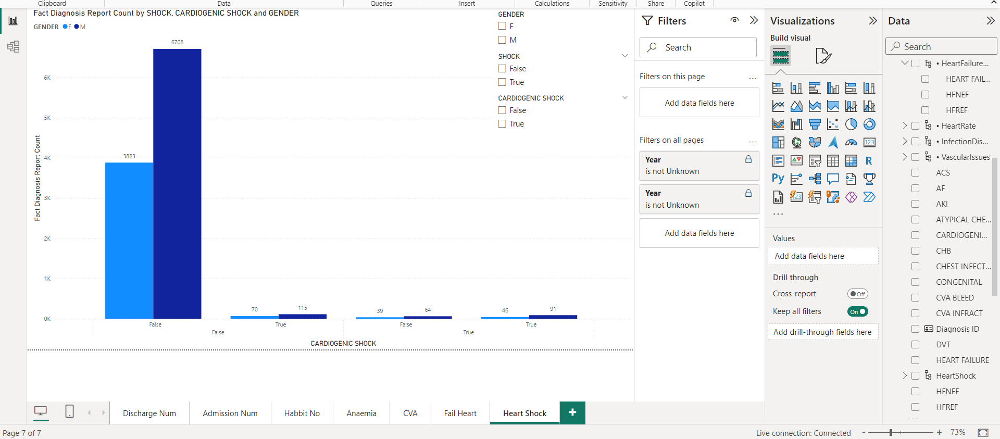 Clipboard
Data
Queries
Insert
Calculations
Sensitivity
Share
Copilot
Fact Diagnosis Report Count by SHOCK, CARDIOGENIC SHOCK and GENDER
GENDER F M
6708
6K
5K
Fact Diagnosis Report Count
3883
4K
3K
2K
1K
0K
70
115
39
64
46
91
False
True
False
True
False
True
CARDIOGENIC SHOCK
GENDER
F
M
SHOCK
False
True
CARDIOGENIC SHOCK
False
True
Filters
Search
Filters on this page ...
Add data fields here
Filters on all pages ...
Year
is not Unknown
Year
is not Unknown
Add data fields here
Visualizations
Build visual
123
R
Py
123
...
Values
Add data fields here
Drill through
Cross-report Off
Keep all filters On
Add drill-through fields here
Data
Search
• HeartFailure...
HEART FAIL...
HFNEF
HFREF
• HeartRate
• InfectionDis...
• VascularIssues
ACS
AF
AKI
ATYPICAL CHE...
CARDIOGENI...
CHB
CHEST INFECT...
CONGENITAL
CVA BLEED
CVA INFRACT
Diagnosis ID
DVT
HEART FAILURE
HeartShock
HFNEF
HFREF
Discharge Num
Admission Num
Habbit No
Anaemia
CVA
Fail Heart
Heart Shock
+
Page 7 of 7
Live connection: Connected
- + 73%